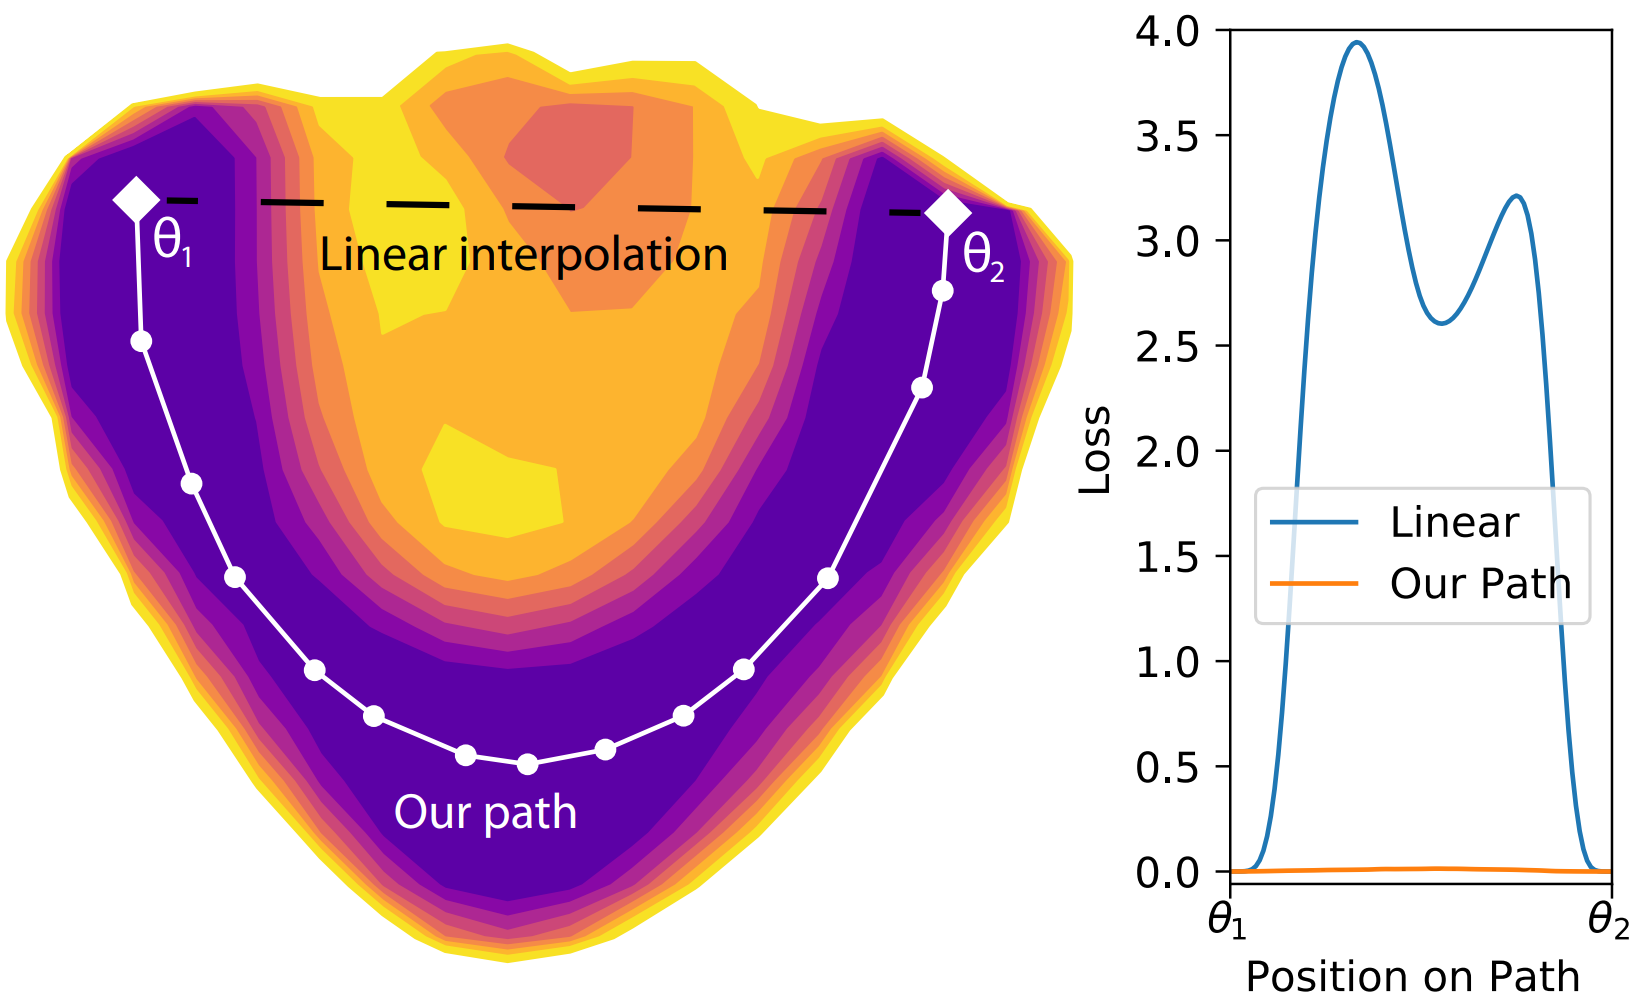 θ₁
Linear interpolation
θ₂
Our path
4.0
3.5
3.0
2.5
2.0
1.5
1.0
0.5
0.0
Loss
Linear
Our Path
θ₁
θ₂
Position on Path